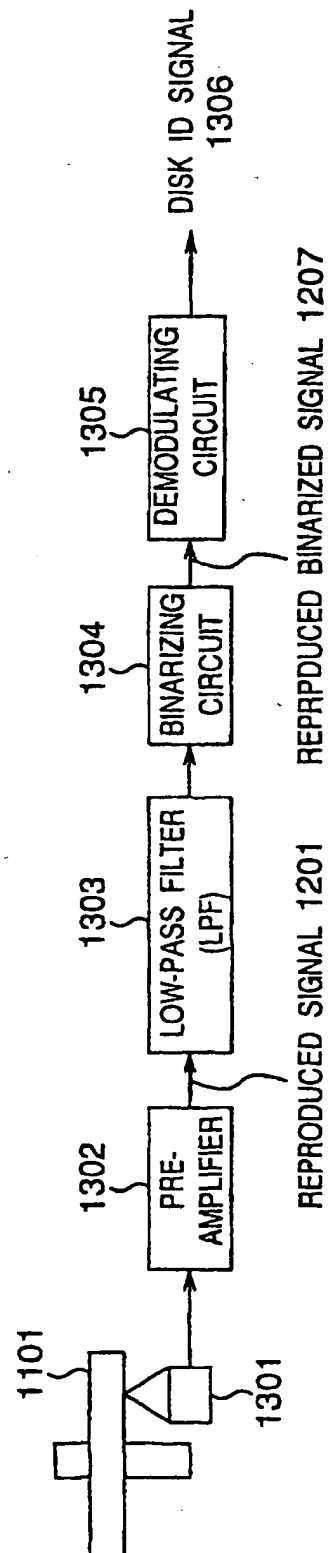 1101
1301
1302
PRE-
AMPLIFIER
REPRODUCED SIGNAL 1201
1303
LOW-PASS FILTER
(LPF)
1304
BINARIZING
CIRCUIT
REPRPDUCED BINARIZED SIGNAL 1207
1305
DEMODULATING
CIRCUIT
DISK ID SIGNAL
1306